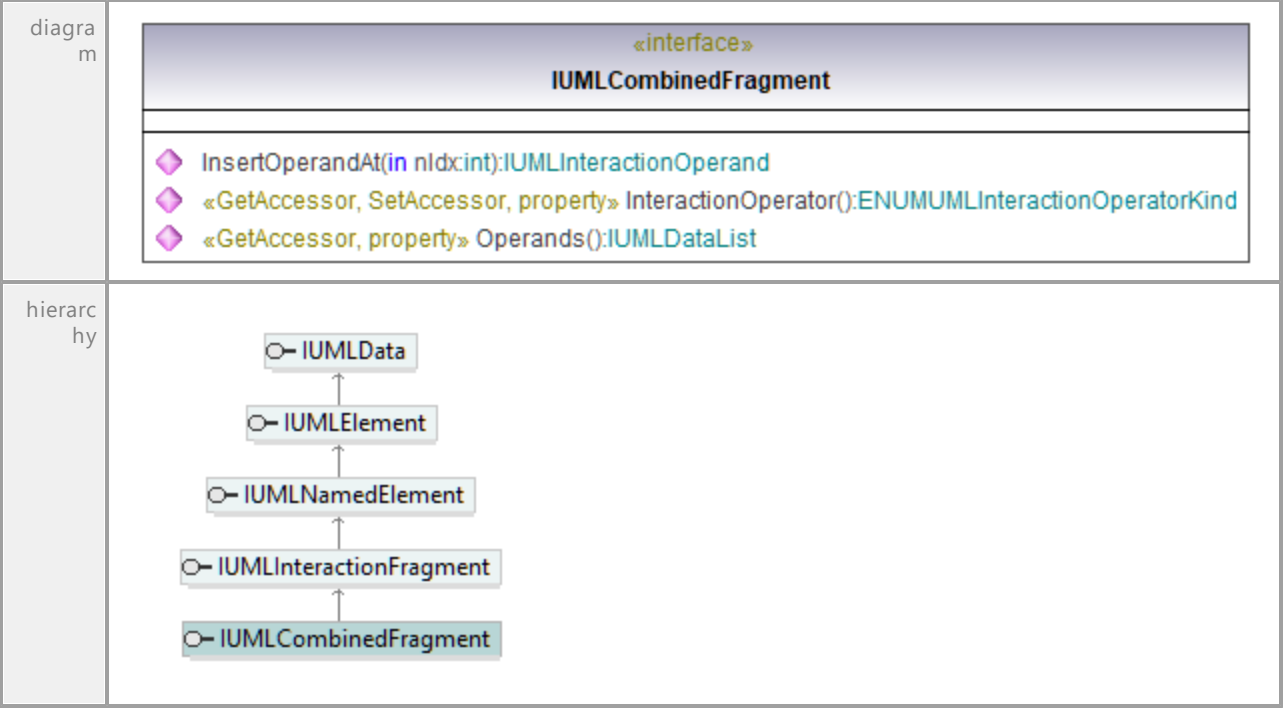 diagra
m
«interface»
IUMLCombinedFragment
InsertOperandAt(in nIdx:int):IUMLInteractionOperand
«GetAccessor, SetAccessor, property» InteractionOperator():ENUMUMLInteractionOperatorKind
«GetAccessor, property» Operands():IUMLDataList
hierarc
hy
IUMLData
IUMLElement
IUMLNamedElement
IUMLInteractionFragment
IUMLCombinedFragment